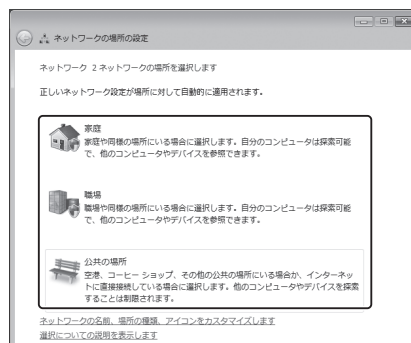 ネットワークの場所の設定
ネットワーク 2 ネットワークの場所を選択します
正しいネットワーク設定が場所に対して自動的に適用されます。
家庭
家庭や同様の場所にいる場合に選択します。自分のコンピュータは探索可能
で、他のコンピュータやデバイスを参照できます。
職場
職場や同様の場所にいる場合に選択します。自分のコンピュータは探索可能
で、他のコンピュータやデバイスを参照できます。
公共の場所
空港、コーヒー ショップ、その他の公共の場所にいる場合か、インターネッ
トに直接接続している場合に選択します。他のコンピュータやデバイスを探索
することは制限されます。
ネットワークの名前、場所の種類、アイコンをカスタマイズします
選択についての説明を表示します